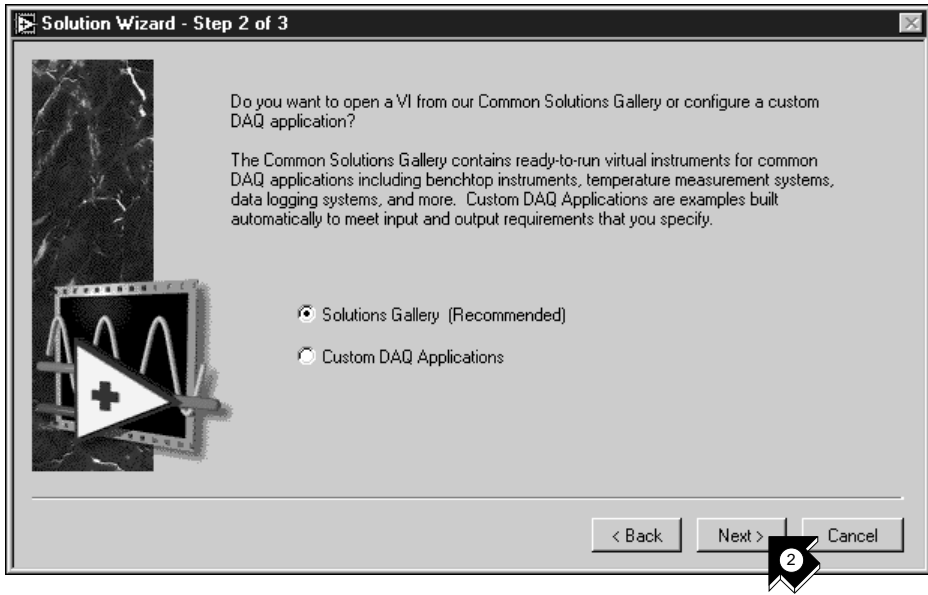 Solution Wizard - Step 2 of 3
Do you want to open a VI from our Common Solutions Gallery or configure a custom
DAQ application?
The Common Solutions Gallery contains ready-to-run virtual instruments for common
DAQ applications including benchtop instruments, temperature measurement systems,
data logging systems, and more.  Custom DAQ Applications are examples built
automatically to meet input and output requirements that you specify.
Solutions Gallery  (Recommended)
Custom DAQ Applications
< Back
Next >
Cancel
2